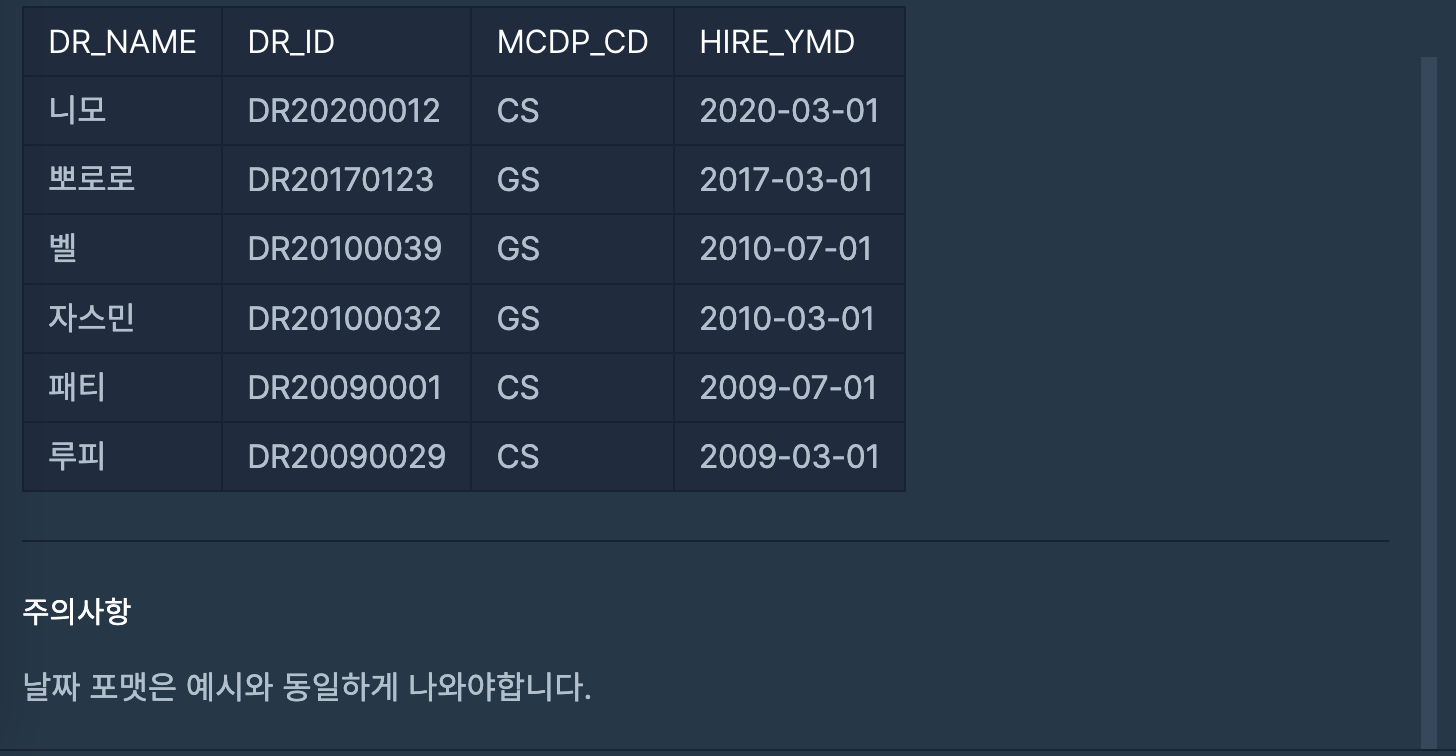 DR_NAME DR_ID MCDP_CD HIRE_YMD
니모 DR20200012 CS 2020-03-01
뽀로로 DR20170123 GS 2017-03-01
벨 DR20100039 GS 2010-07-01
자스민 DR20100032 GS 2010-03-01
패티 DR20090001 CS 2009-07-01
루피 DR20090029 CS 2009-03-01
주의사항
날짜 포맷은 예시와 동일하게 나와야합니다.